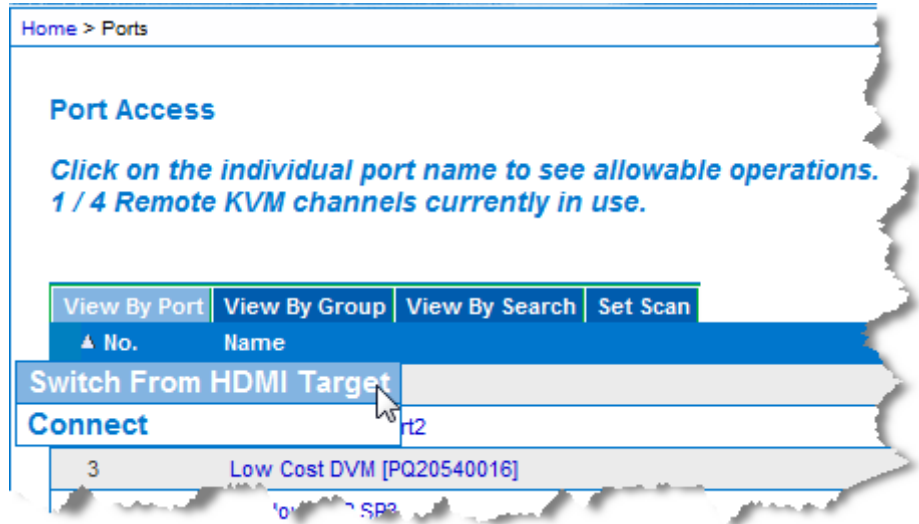 Home > Ports
Port Access
Click on the individual port name to see allowable operations.
1 / 4 Remote KVM channels currently in use.
View By Port View By Group View By Search Set Scan
▲ No. Name
Switch From HDMI Target
Connect rt2
3 Low Cost DVM [PQ20540016]